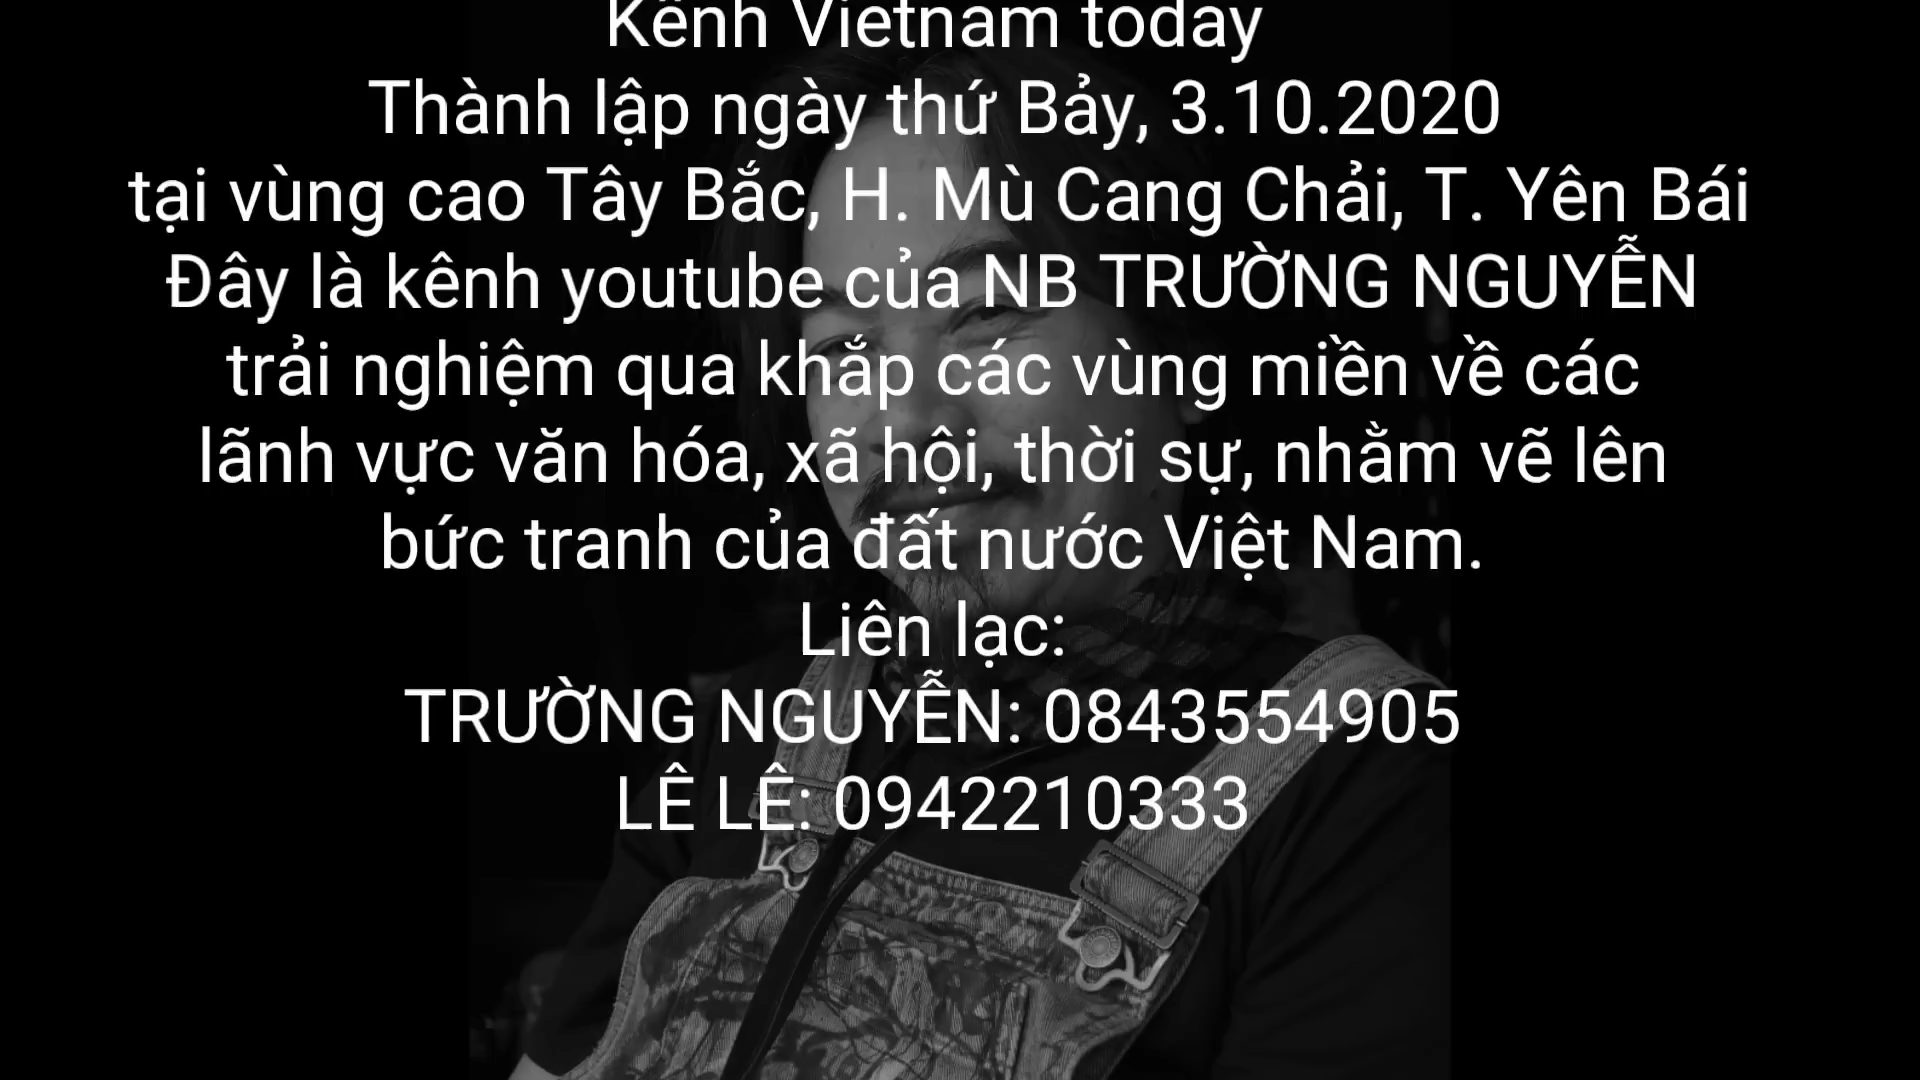 Kênh Vietnam today
Thành lập ngày thứ Bảy, 3.10.2020
tại vùng cao Tây Bắc, H. Mù Cang Chải, T. Yên Bái
Đây là kênh youtube của NB TRƯỜNG NGUYỄN
trải nghiệm qua khắp các vùng miền về các
lãnh vực văn hóa, xã hội, thời sự, nhằm vẽ lên
bức tranh của đất nước Việt Nam.
Liên lạc:
TRƯỜNG NGUYỄN: 0843554905
LÊ LÊ: 0942210333